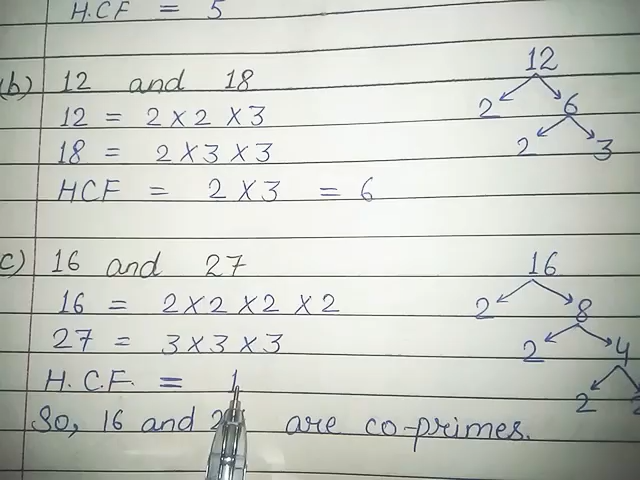 H.C.F = 5
(b) 12 and 18
12 = 2 × 2 × 3
18 = 2 × 3 × 3
HCF = 2 × 3 = 6
12
2 6
2 3
c) 16 and 27
16 = 2 × 2 × 2 × 2
27 = 3 × 3 × 3
H.C.F. = 1
So, 16 and are co-primes.
16
2 8
2 4
2 2